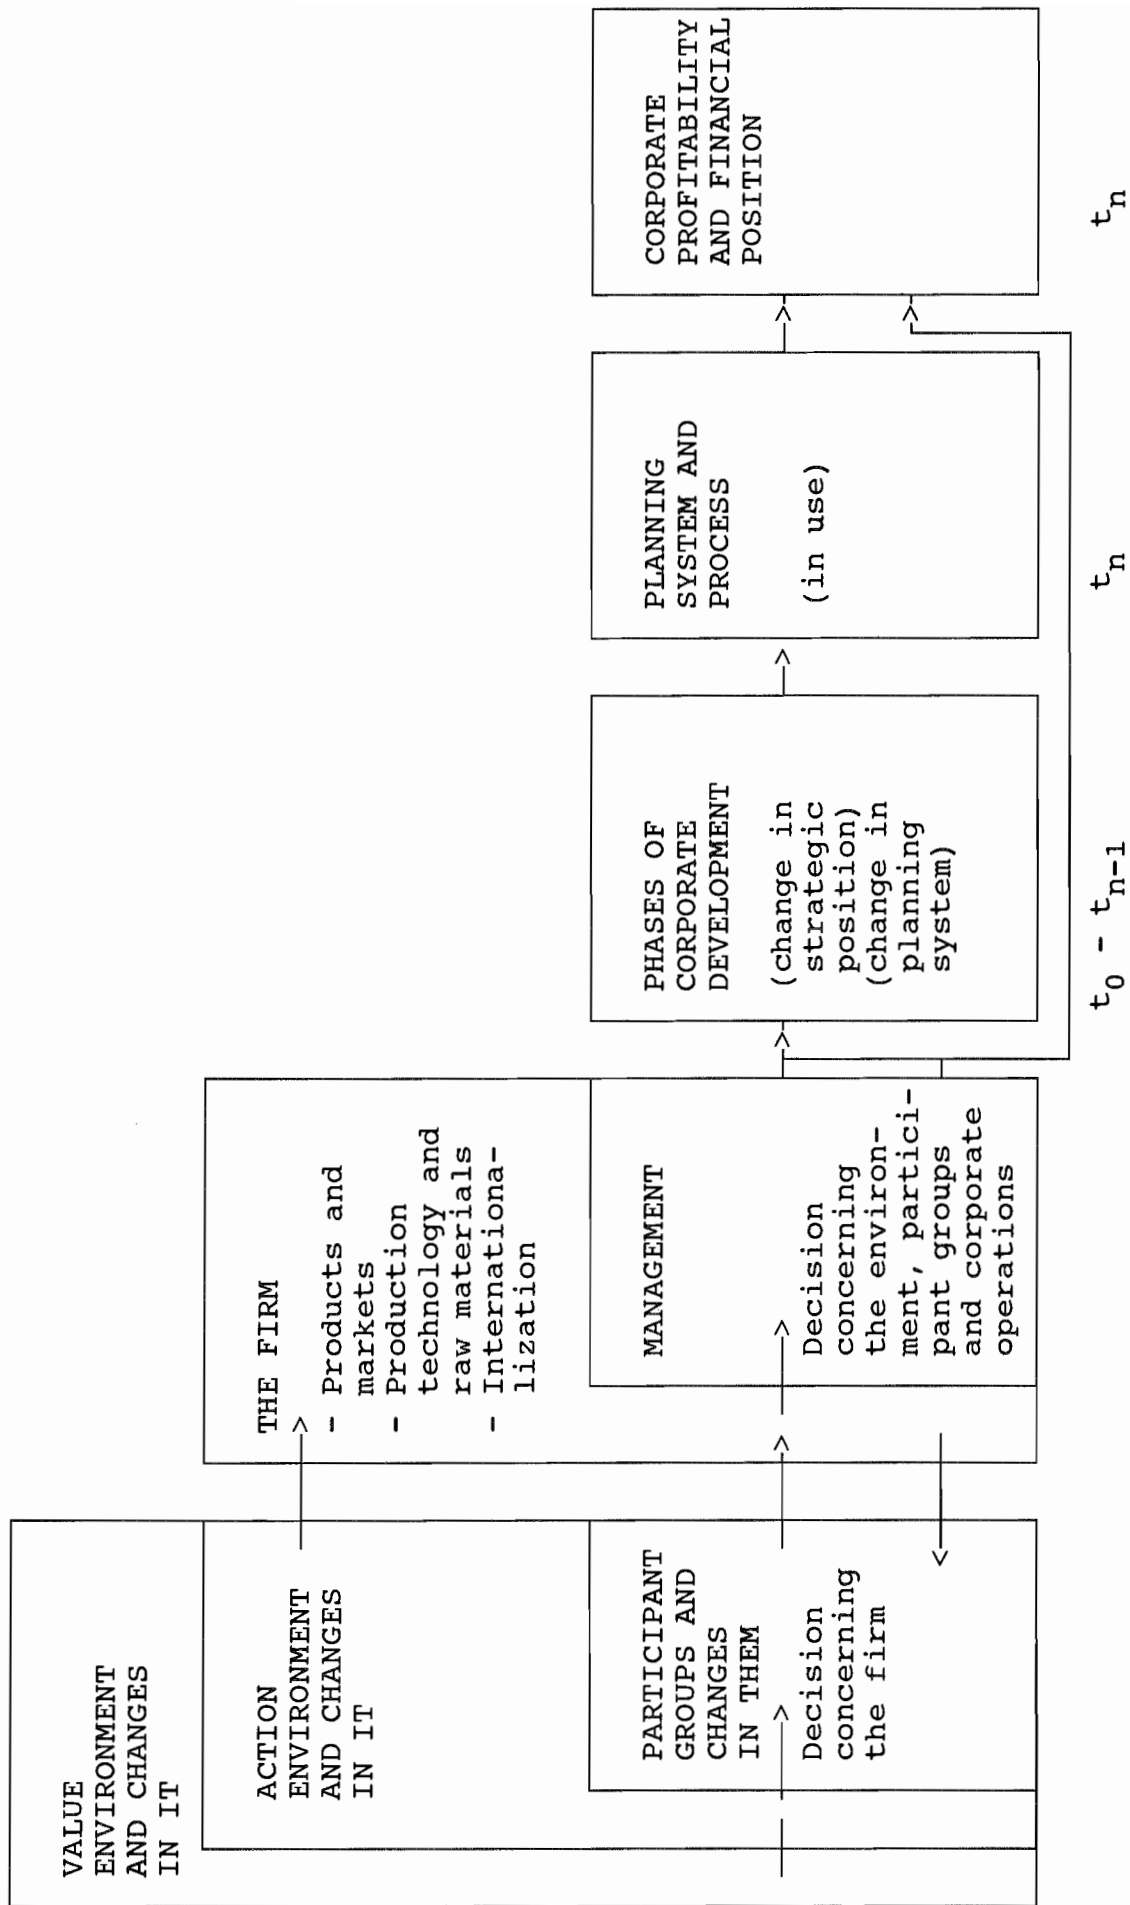 VALUE
ENVIRONMENT
AND CHANGES
IN IT
ACTION
ENVIRONMENT
AND CHANGES
IN IT
PARTICIPANT
GROUPS AND
CHANGES
IN THEM
Decision
concerning
the firm
THE FIRM
- Products and
markets
- Production
technology and
raw materials
- Internationa-
lization
MANAGEMENT
Decision
concerning
the environ-
ment, partici-
pant groups
and corporate
operations
PHASES OF
CORPORATE
DEVELOPMENT
(change in
strategic
position)
(change in
planning
system)
PLANNING
SYSTEM AND
PROCESS
(in use)
CORPORATE
PROFITABILITY
AND FINANCIAL
POSITION
t0 - tn-1
tn
tn